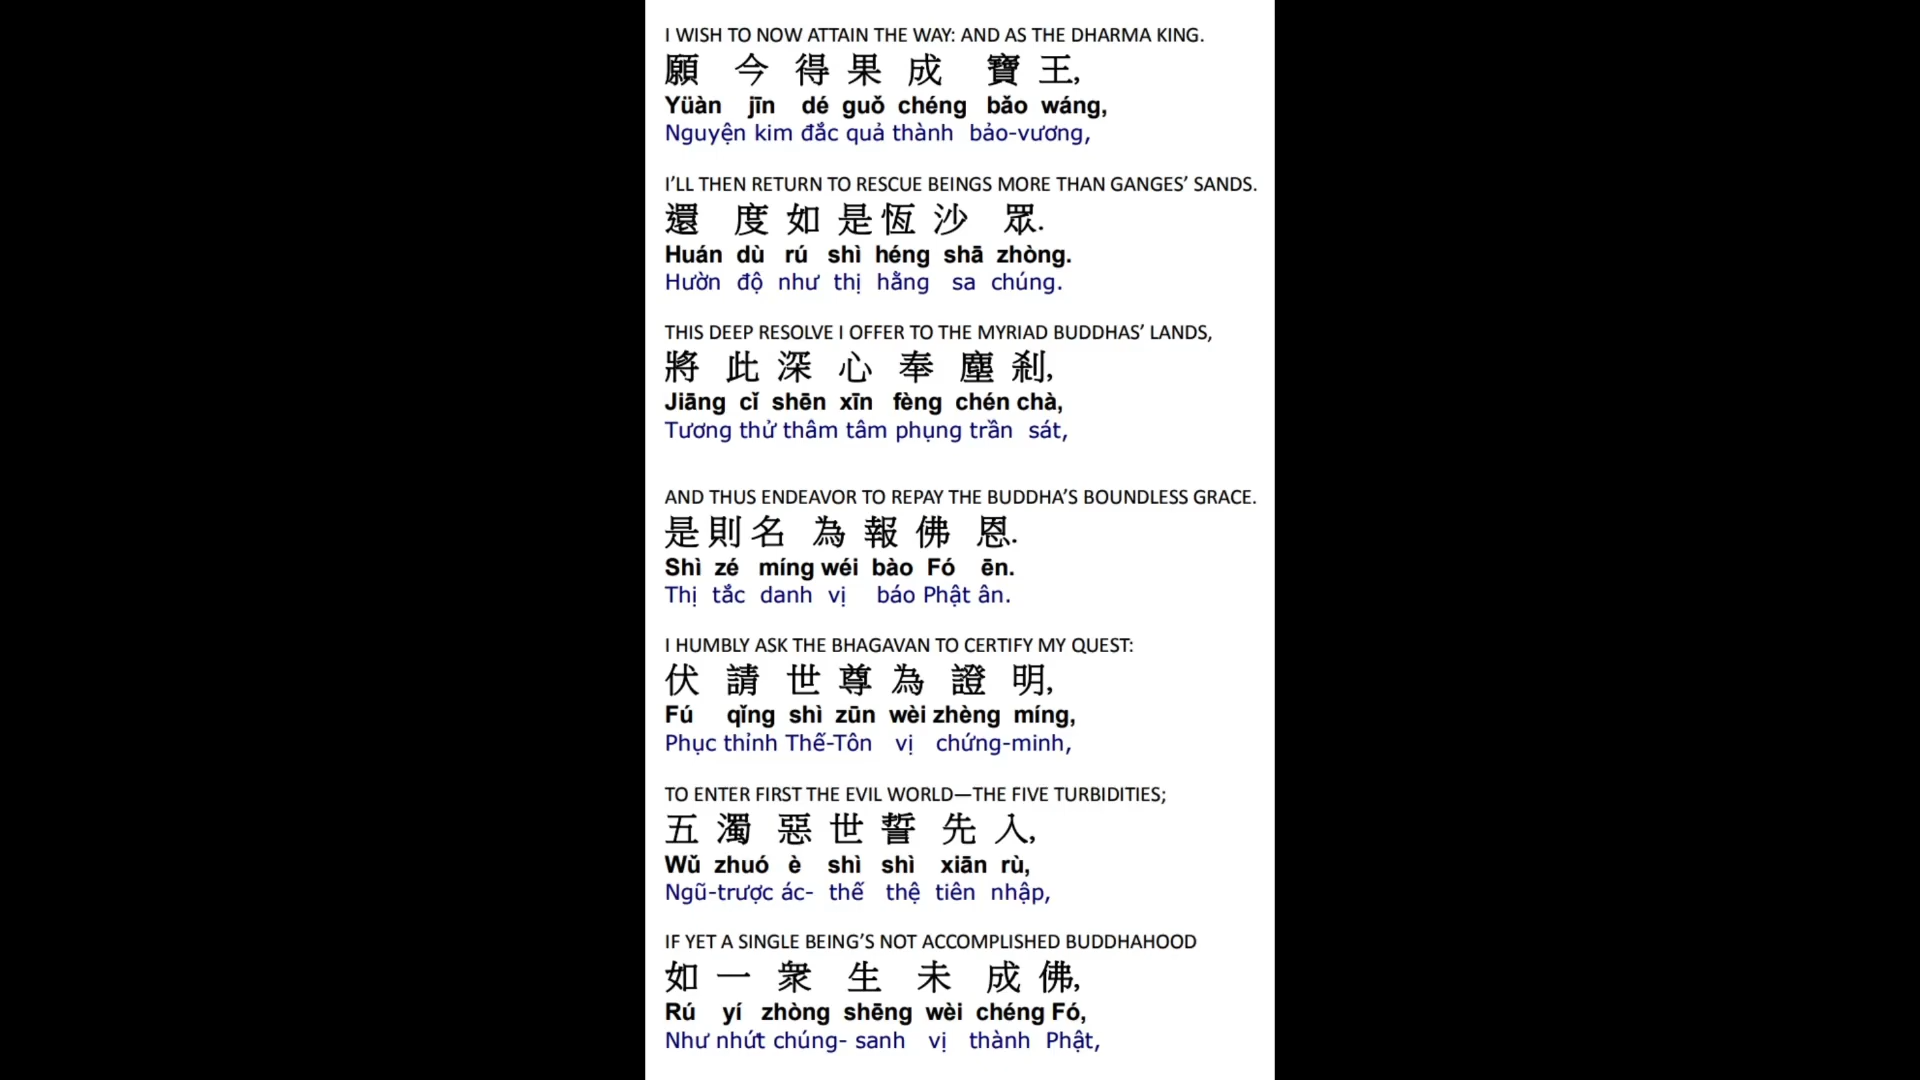 I WISH TO NOW ATTAIN THE WAY: AND AS THE DHARMA KING.
願 今 得 果 成 寶 王,
Yüàn jīn dé guǒ chéng bǎo wáng,
Nguyện kim đắc quả thành bảo-vương,
I’LL THEN RETURN TO RESCUE BEINGS MORE THAN GANGES’ SANDS.
還 度 如 是 恆 沙 眾.
Huán dù rú shì héng shā zhòng.
Hườn độ như thị hằng sa chúng.
THIS DEEP RESOLVE I OFFER TO THE MYRIAD BUDDHAS’ LANDS,
將 此 深 心 奉 塵 剎,
Jiāng cǐ shēn xīn fèng chén chà,
Tương thử thâm tâm phụng trần sát,
AND THUS ENDEAVOR TO REPAY THE BUDDHA’S BOUNDLESS GRACE.
是 則 名 為 報 佛 恩.
Shì zé míng wéi bào Fó ēn.
Thị tắc danh vị báo Phật ân.
I HUMBLY ASK THE BHAGAVAN TO CERTIFY MY QUEST:
伏 請 世 尊 為 證 明,
Fú qǐng shì zūn wèi zhèng míng,
Phục thỉnh Thế-Tôn vị chứng-minh,
TO ENTER FIRST THE EVIL WORLD—THE FIVE TURBIDITIES;
五 濁 惡 世 誓 先 入,
Wǔ zhuó è shì shì xiān rù,
Ngũ-trược ác- thế thệ tiên nhập,
IF YET A SINGLE BEING’S NOT ACCOMPLISHED BUDDHAHOOD
如 一 衆 生 未 成 佛,
Rú yí zhòng shēng wèi chéng Fó,
Như nhứt chúng- sanh vị thành Phật,